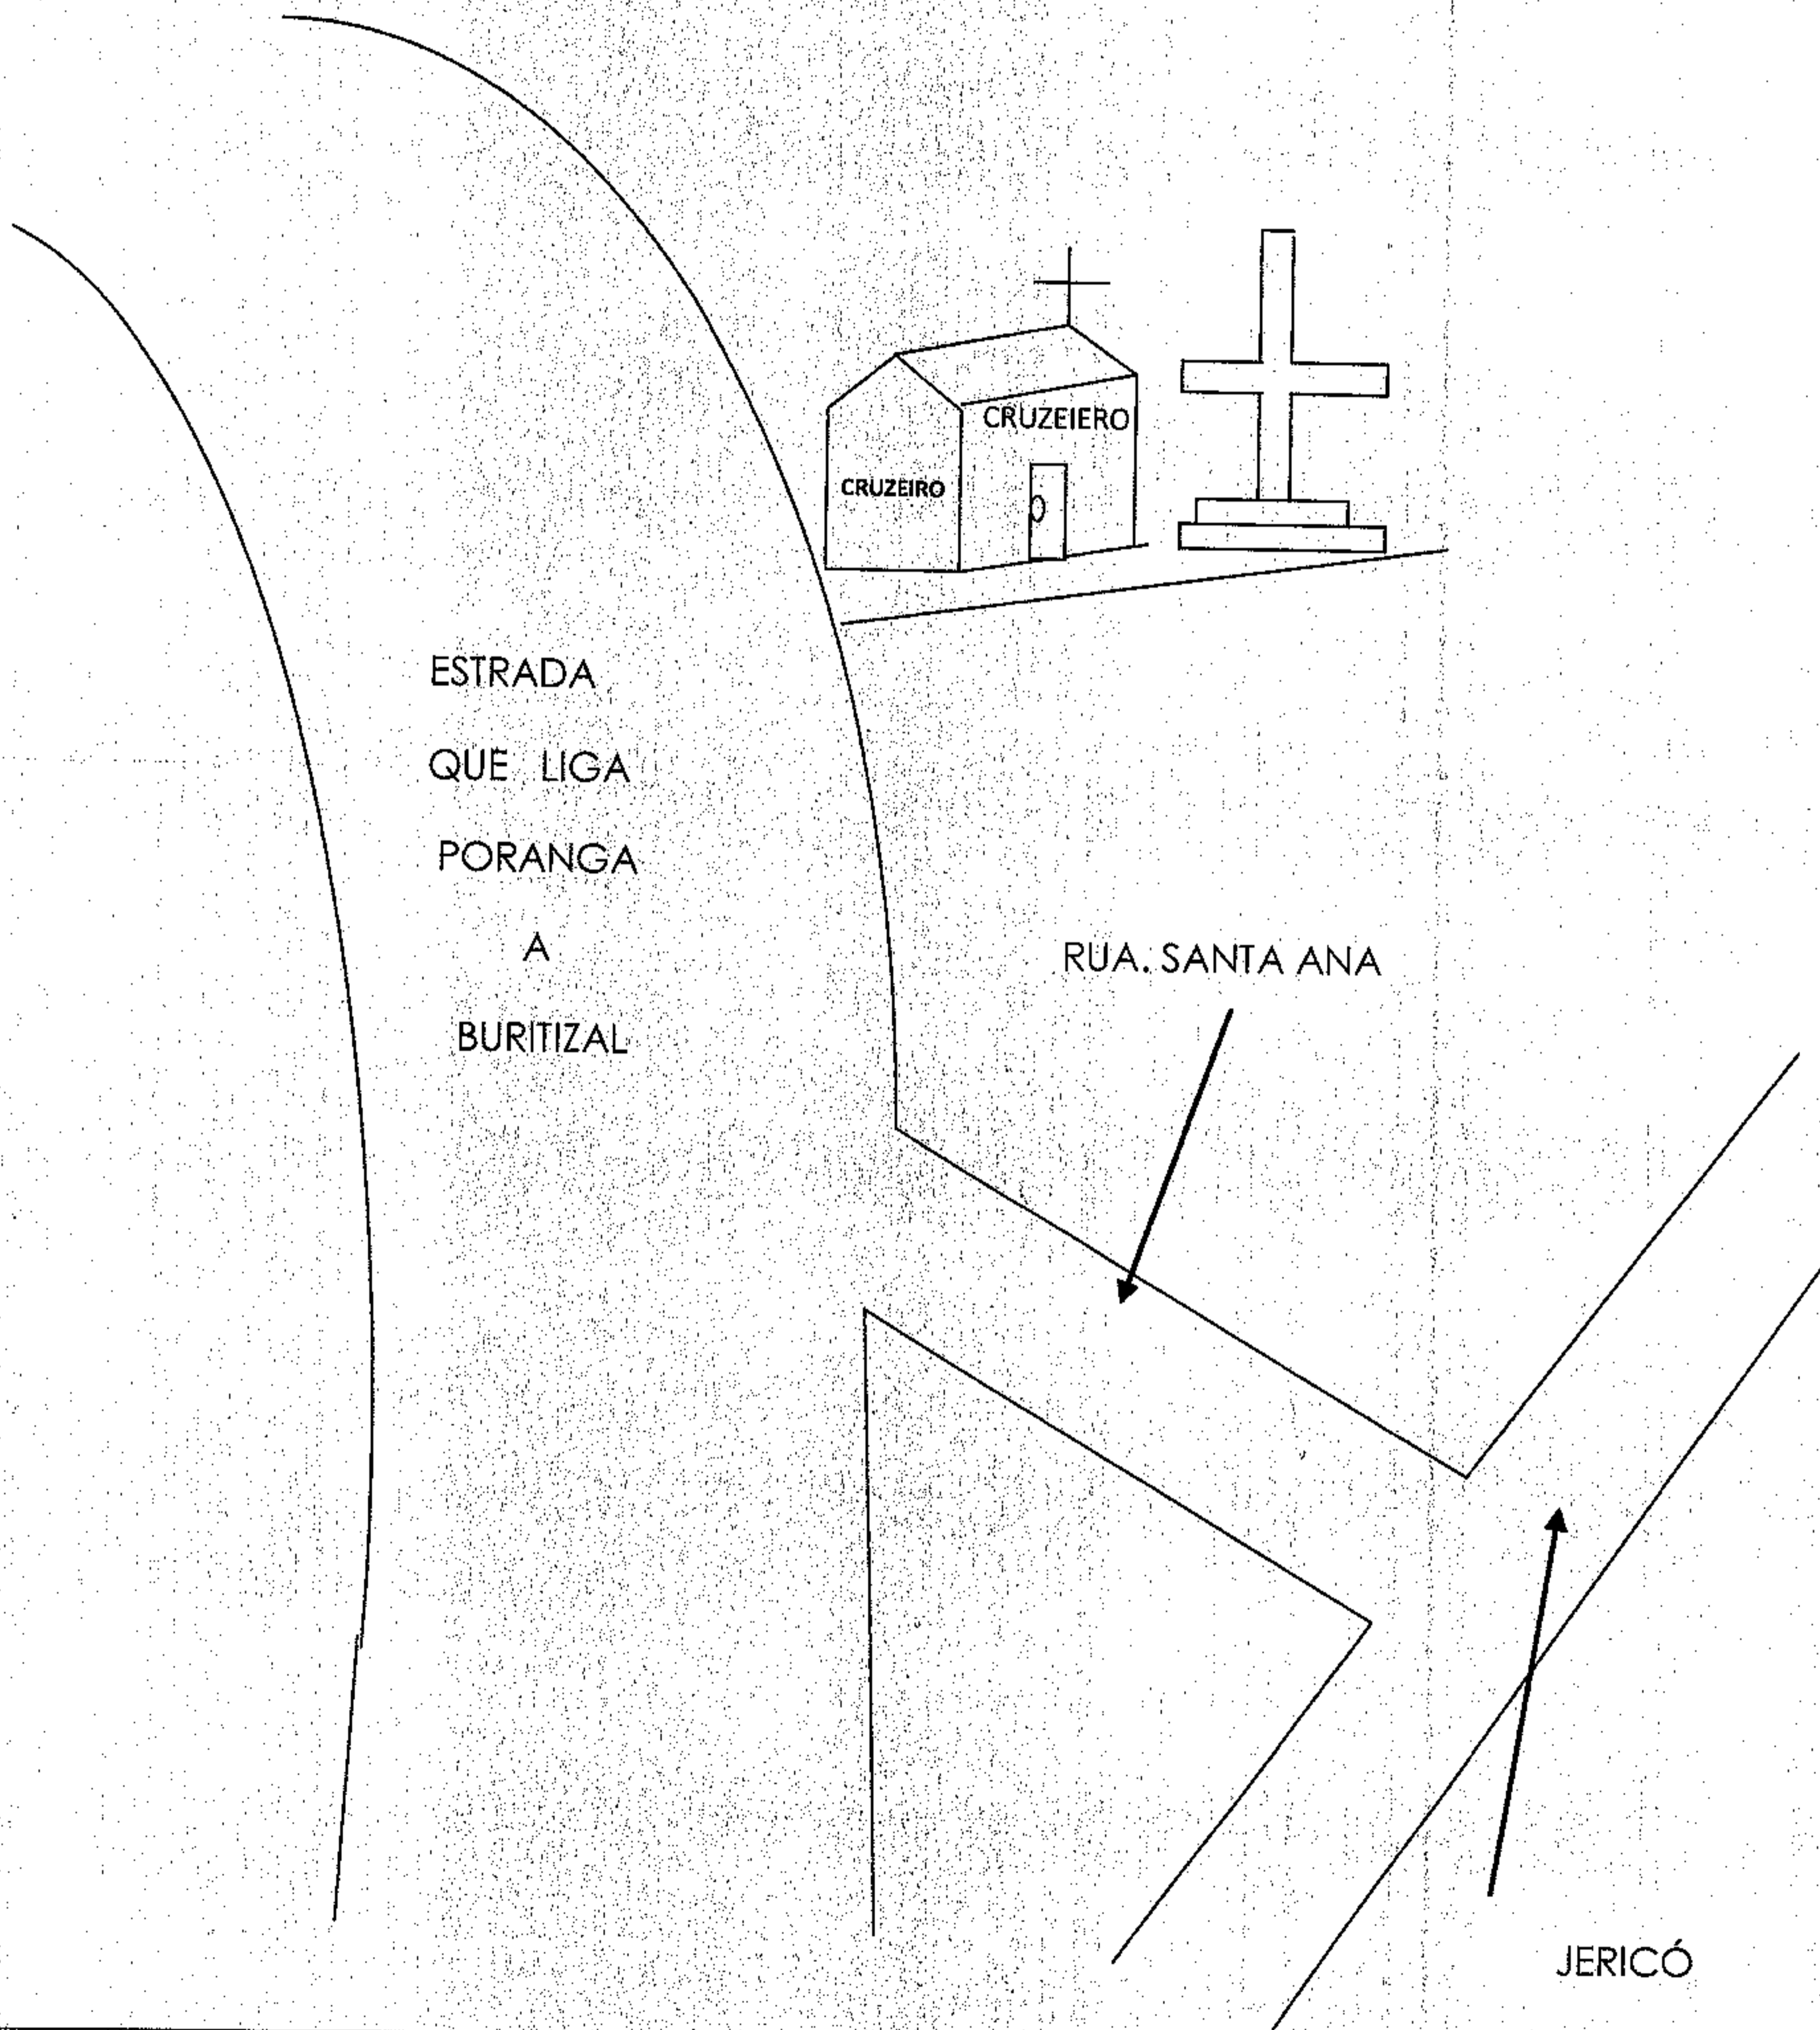 CRUZEIERO
CRUZEIRO
ESTRADA
QUE LIGA
PORANGA
A
BURITIZAL
RUA. SANTA ANA
JERICÓ